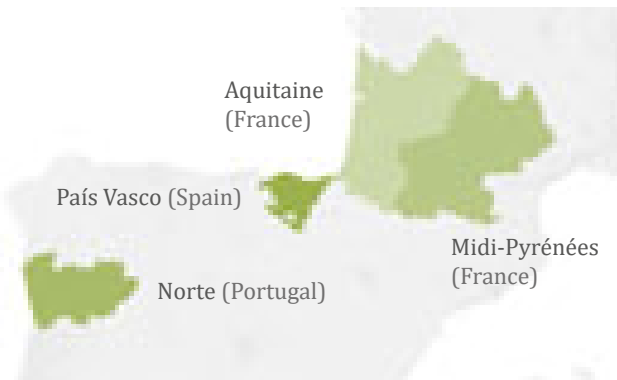 Aquitaine
(France)
País Vasco (Spain)
Midi-Pyrénées
(France)
Norte (Portugal)